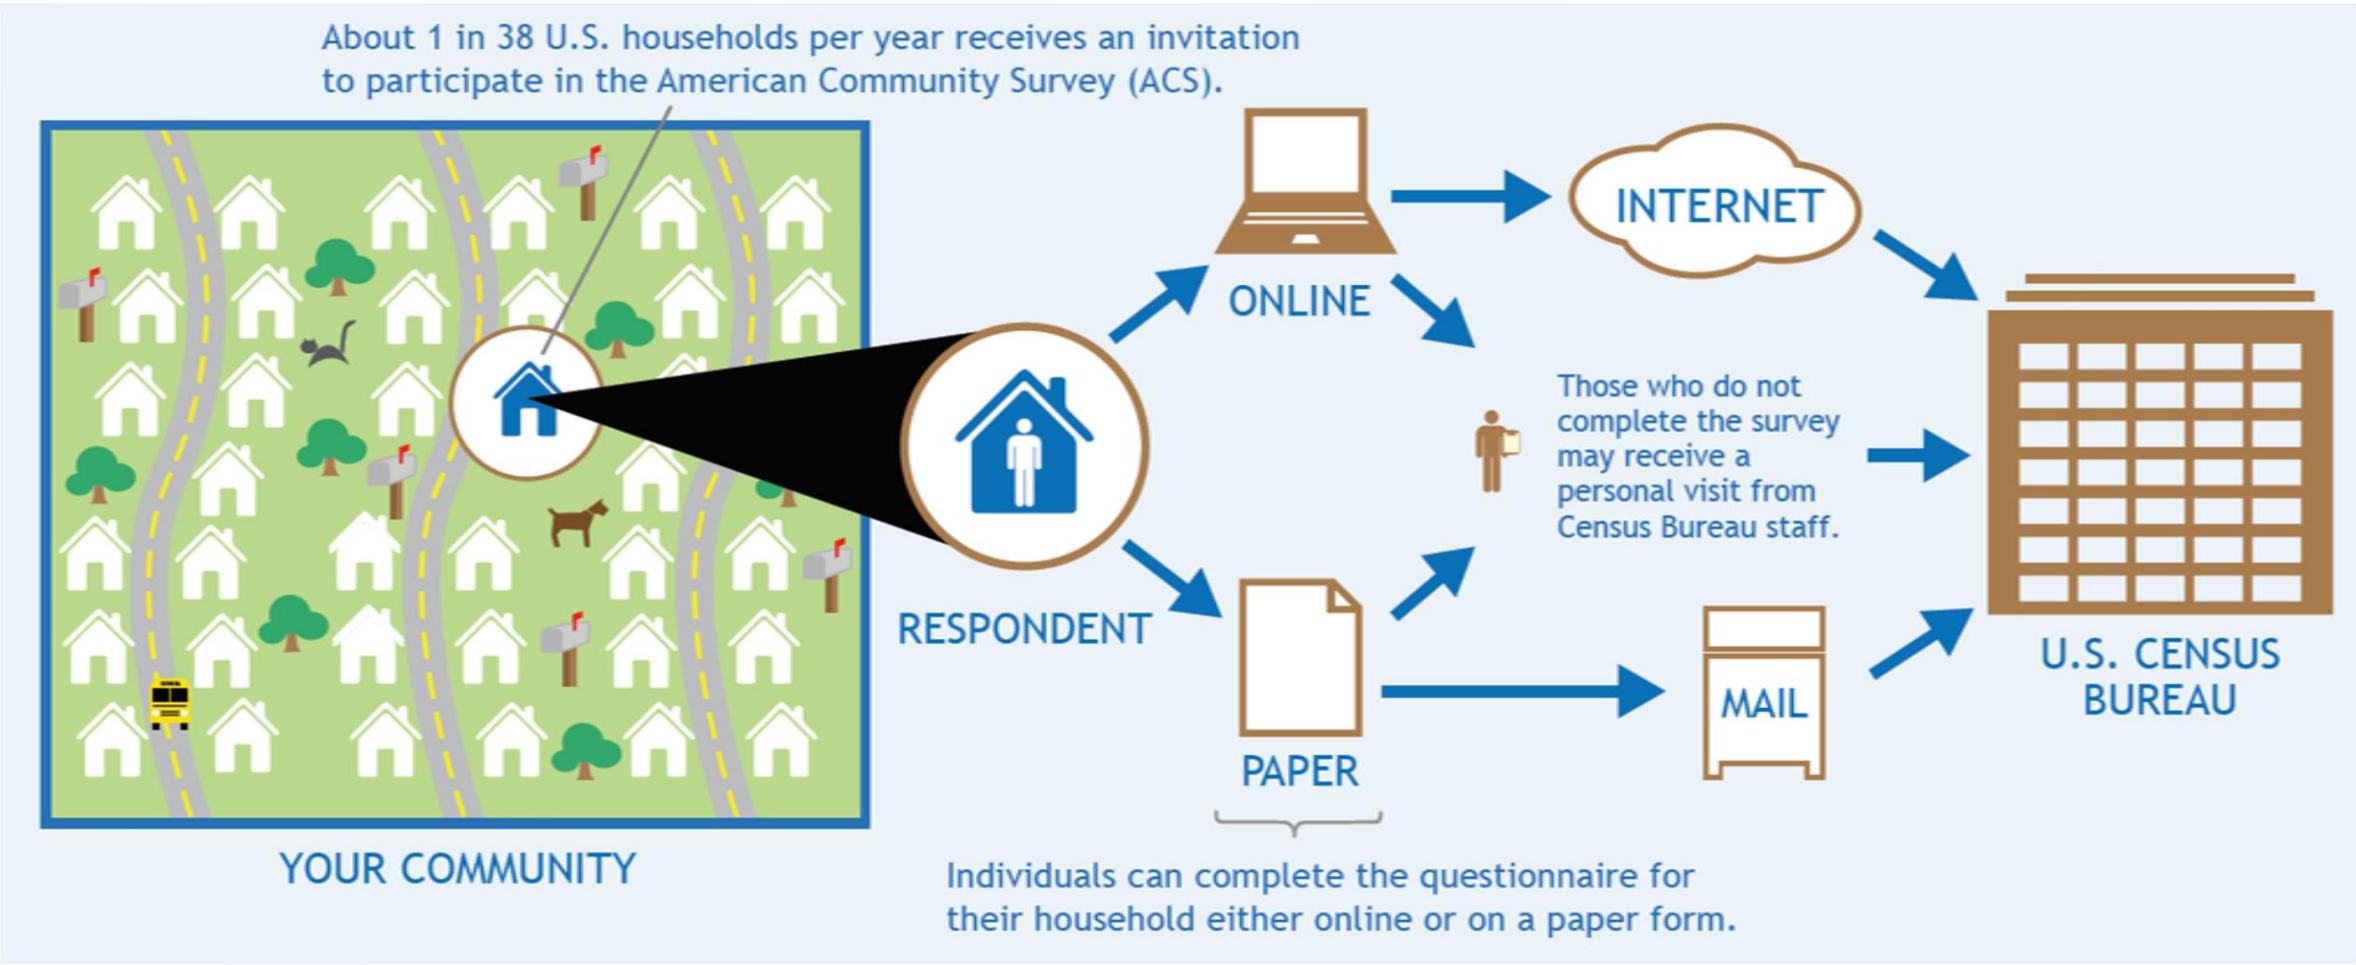 About 1 in 38 U.S. households per year receives an invitation
to participate in the American Community Survey (ACS).
YOUR COMMUNITY
RESPONDENT
ONLINE
INTERNET
Those who do not
complete the survey
may receive a
personal visit from
Census Bureau staff.
PAPER
MAIL
U.S. CENSUS
BUREAU
Individuals can complete the questionnaire for
their household either online or on a paper form.